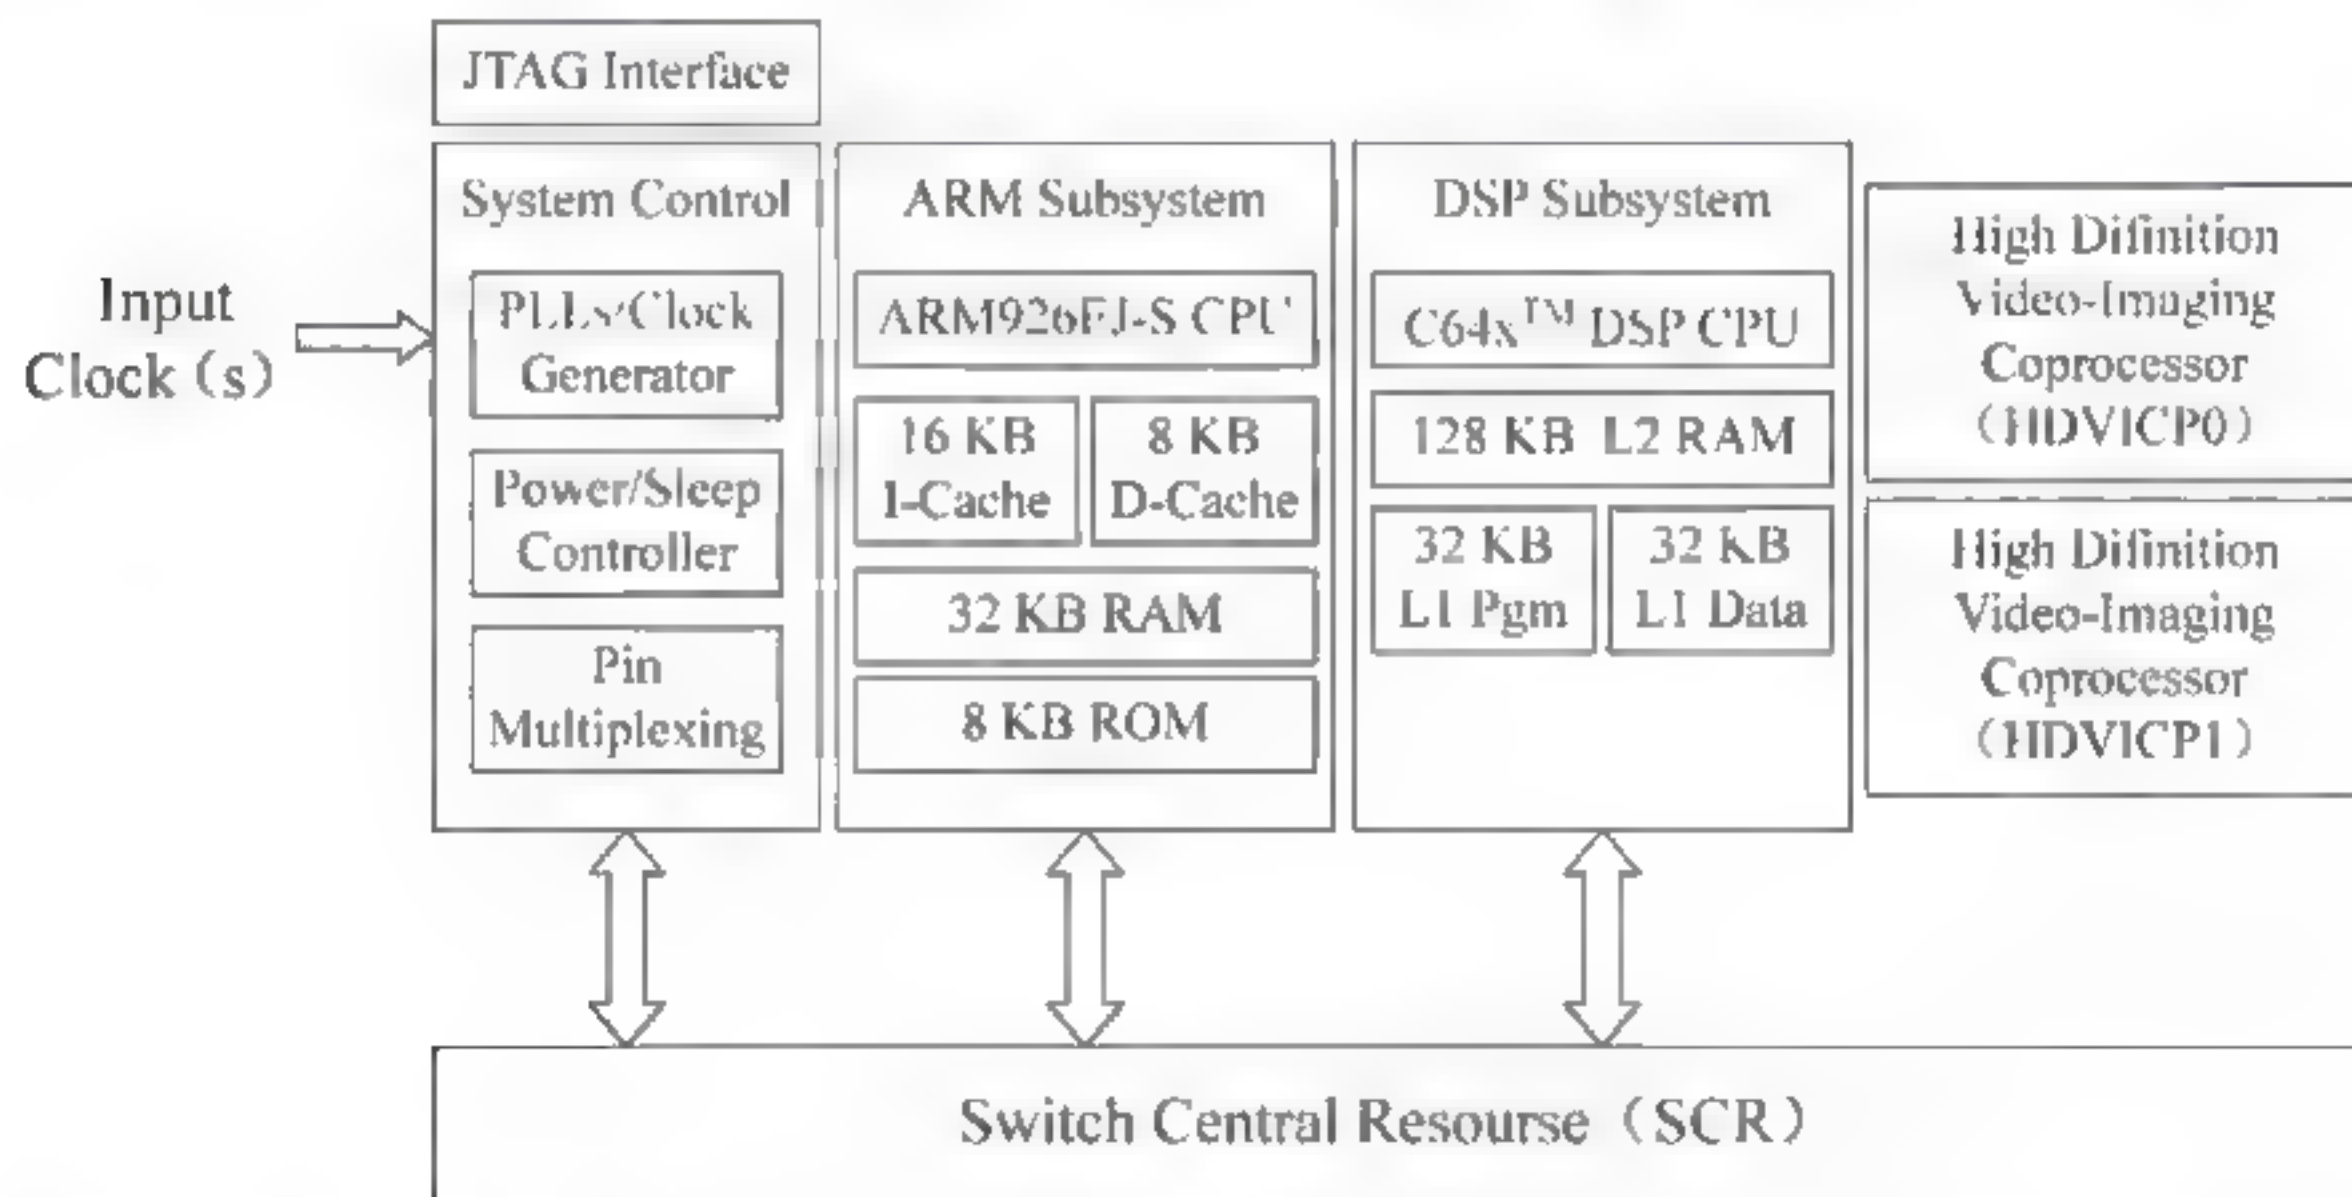 JTAG Interface
Input
Clock (s)
System Control
PLLs/Clock
Generator
Power/Sleep
Controller
Pin
Multiplexing
ARM Subsystem
ARM926EJ-S CPU
16 KB
I-Cache
8 KB
D-Cache
32 KB RAM
8 KB ROM
DSP Subsystem
C64x™ DSP CPU
128 KB L2 RAM
32 KB
L1 Pgm
32 KB
L1 Data
High Difinition
Video-Imaging
Coprocessor
(HDVICP0)
High Difinition
Video-Imaging
Coprocessor
(HDVICP1)
Switch Central Resourse (SCR)